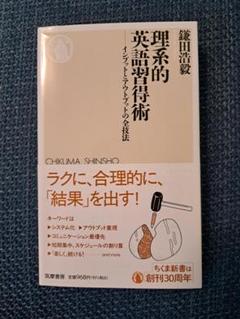 理系的
英語習得術
──インプットとアウトプットの全技法
鎌田浩毅
CHIKUMA SHINSHO
ラクに、合理的に、
「結果」を出す!
キーワードは
▶システム化 ▶アウトプット重視
▶コミュニケーション最優先
▶短期集中、スケジュールの割り算
▶「楽しく」続ける!
ちくま新書は
創刊30周年
筑摩書房